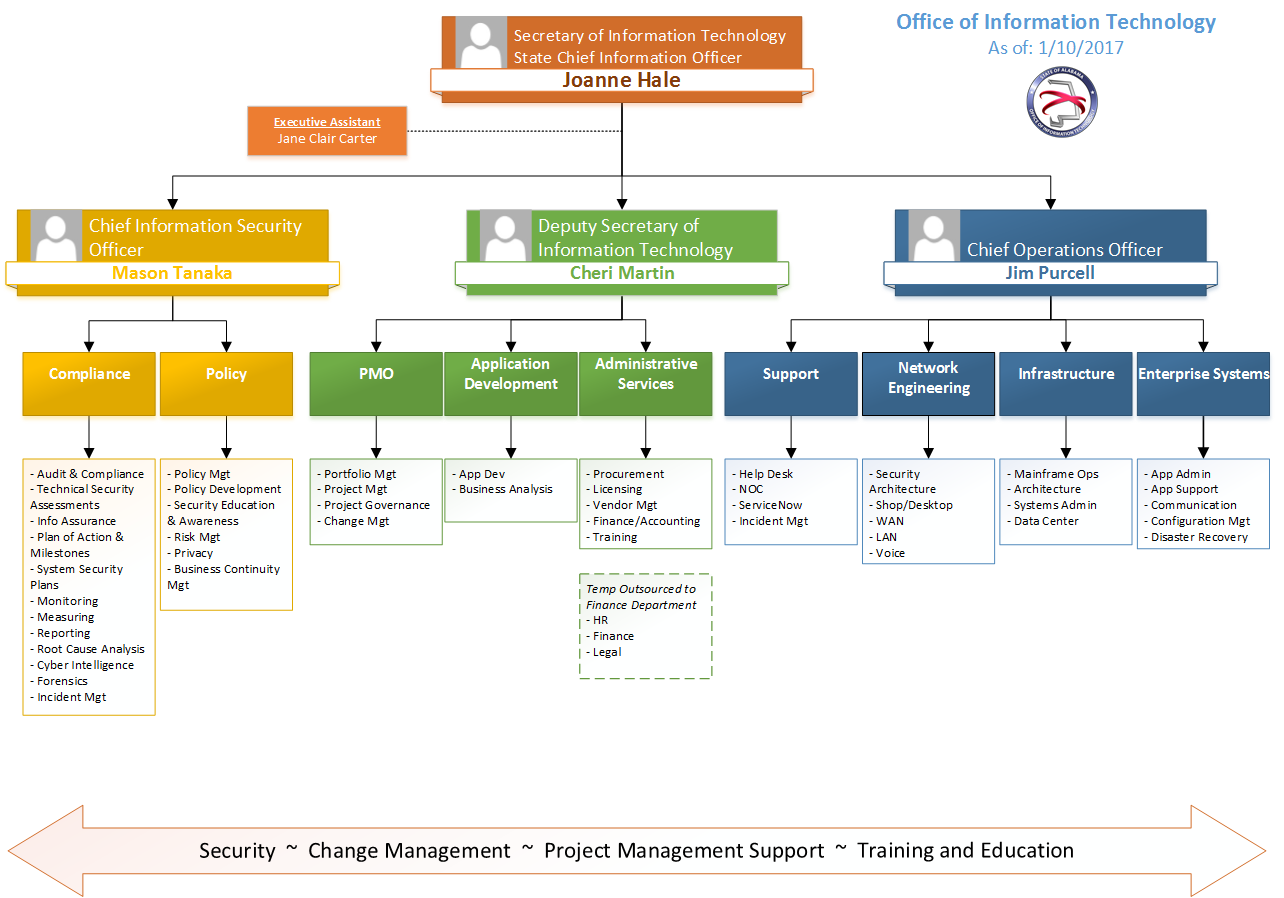 Office of Information Technology
As of: 1/10/2017
STATE OF ALABAMA
OFFICE OF INFORMATION TECHNOLOGY
Secretary of Information Technology
State Chief Information Officer
Joanne Hale
Executive Assistant
Jane Clair Carter
Chief Information Security
Officer
Mason Tanaka
Deputy Secretary of
Information Technology
Cheri Martin
Chief Operations Officer
Jim Purcell
Compliance
- Audit & Compliance
- Technical Security
Assessments
- Info Assurance
- Plan of Action &
Milestones
- System Security
Plans
- Monitoring
- Measuring
- Reporting
- Root Cause Analysis
- Cyber Intelligence
- Forensics
- Incident Mgt
Policy
- Policy Mgt
- Policy Development
- Security Education
& Awareness
- Risk Mgt
- Privacy
- Business Continuity
Mgt
PMO
- Portfolio Mgt
- Project Mgt
- Project Governance
- Change Mgt
Application
Development
- App Dev
- Business Analysis
Administrative
Services
- Procurement
- Licensing
- Vendor Mgt
- Finance/Accounting
- Training
Temp Outsourced to
Finance Department
- HR
- Finance
- Legal
Support
- Help Desk
- NOC
- ServiceNow
- Incident Mgt
Network
Engineering
- Security
Architecture
- Shop/Desktop
- WAN
- LAN
- Voice
Infrastructure
- Mainframe Ops
- Architecture
- Systems Admin
- Data Center
Enterprise Systems
- App Admin
- App Support
- Communication
- Configuration Mgt
- Disaster Recovery
Security ~ Change Management ~ Project Management Support ~ Training and Education